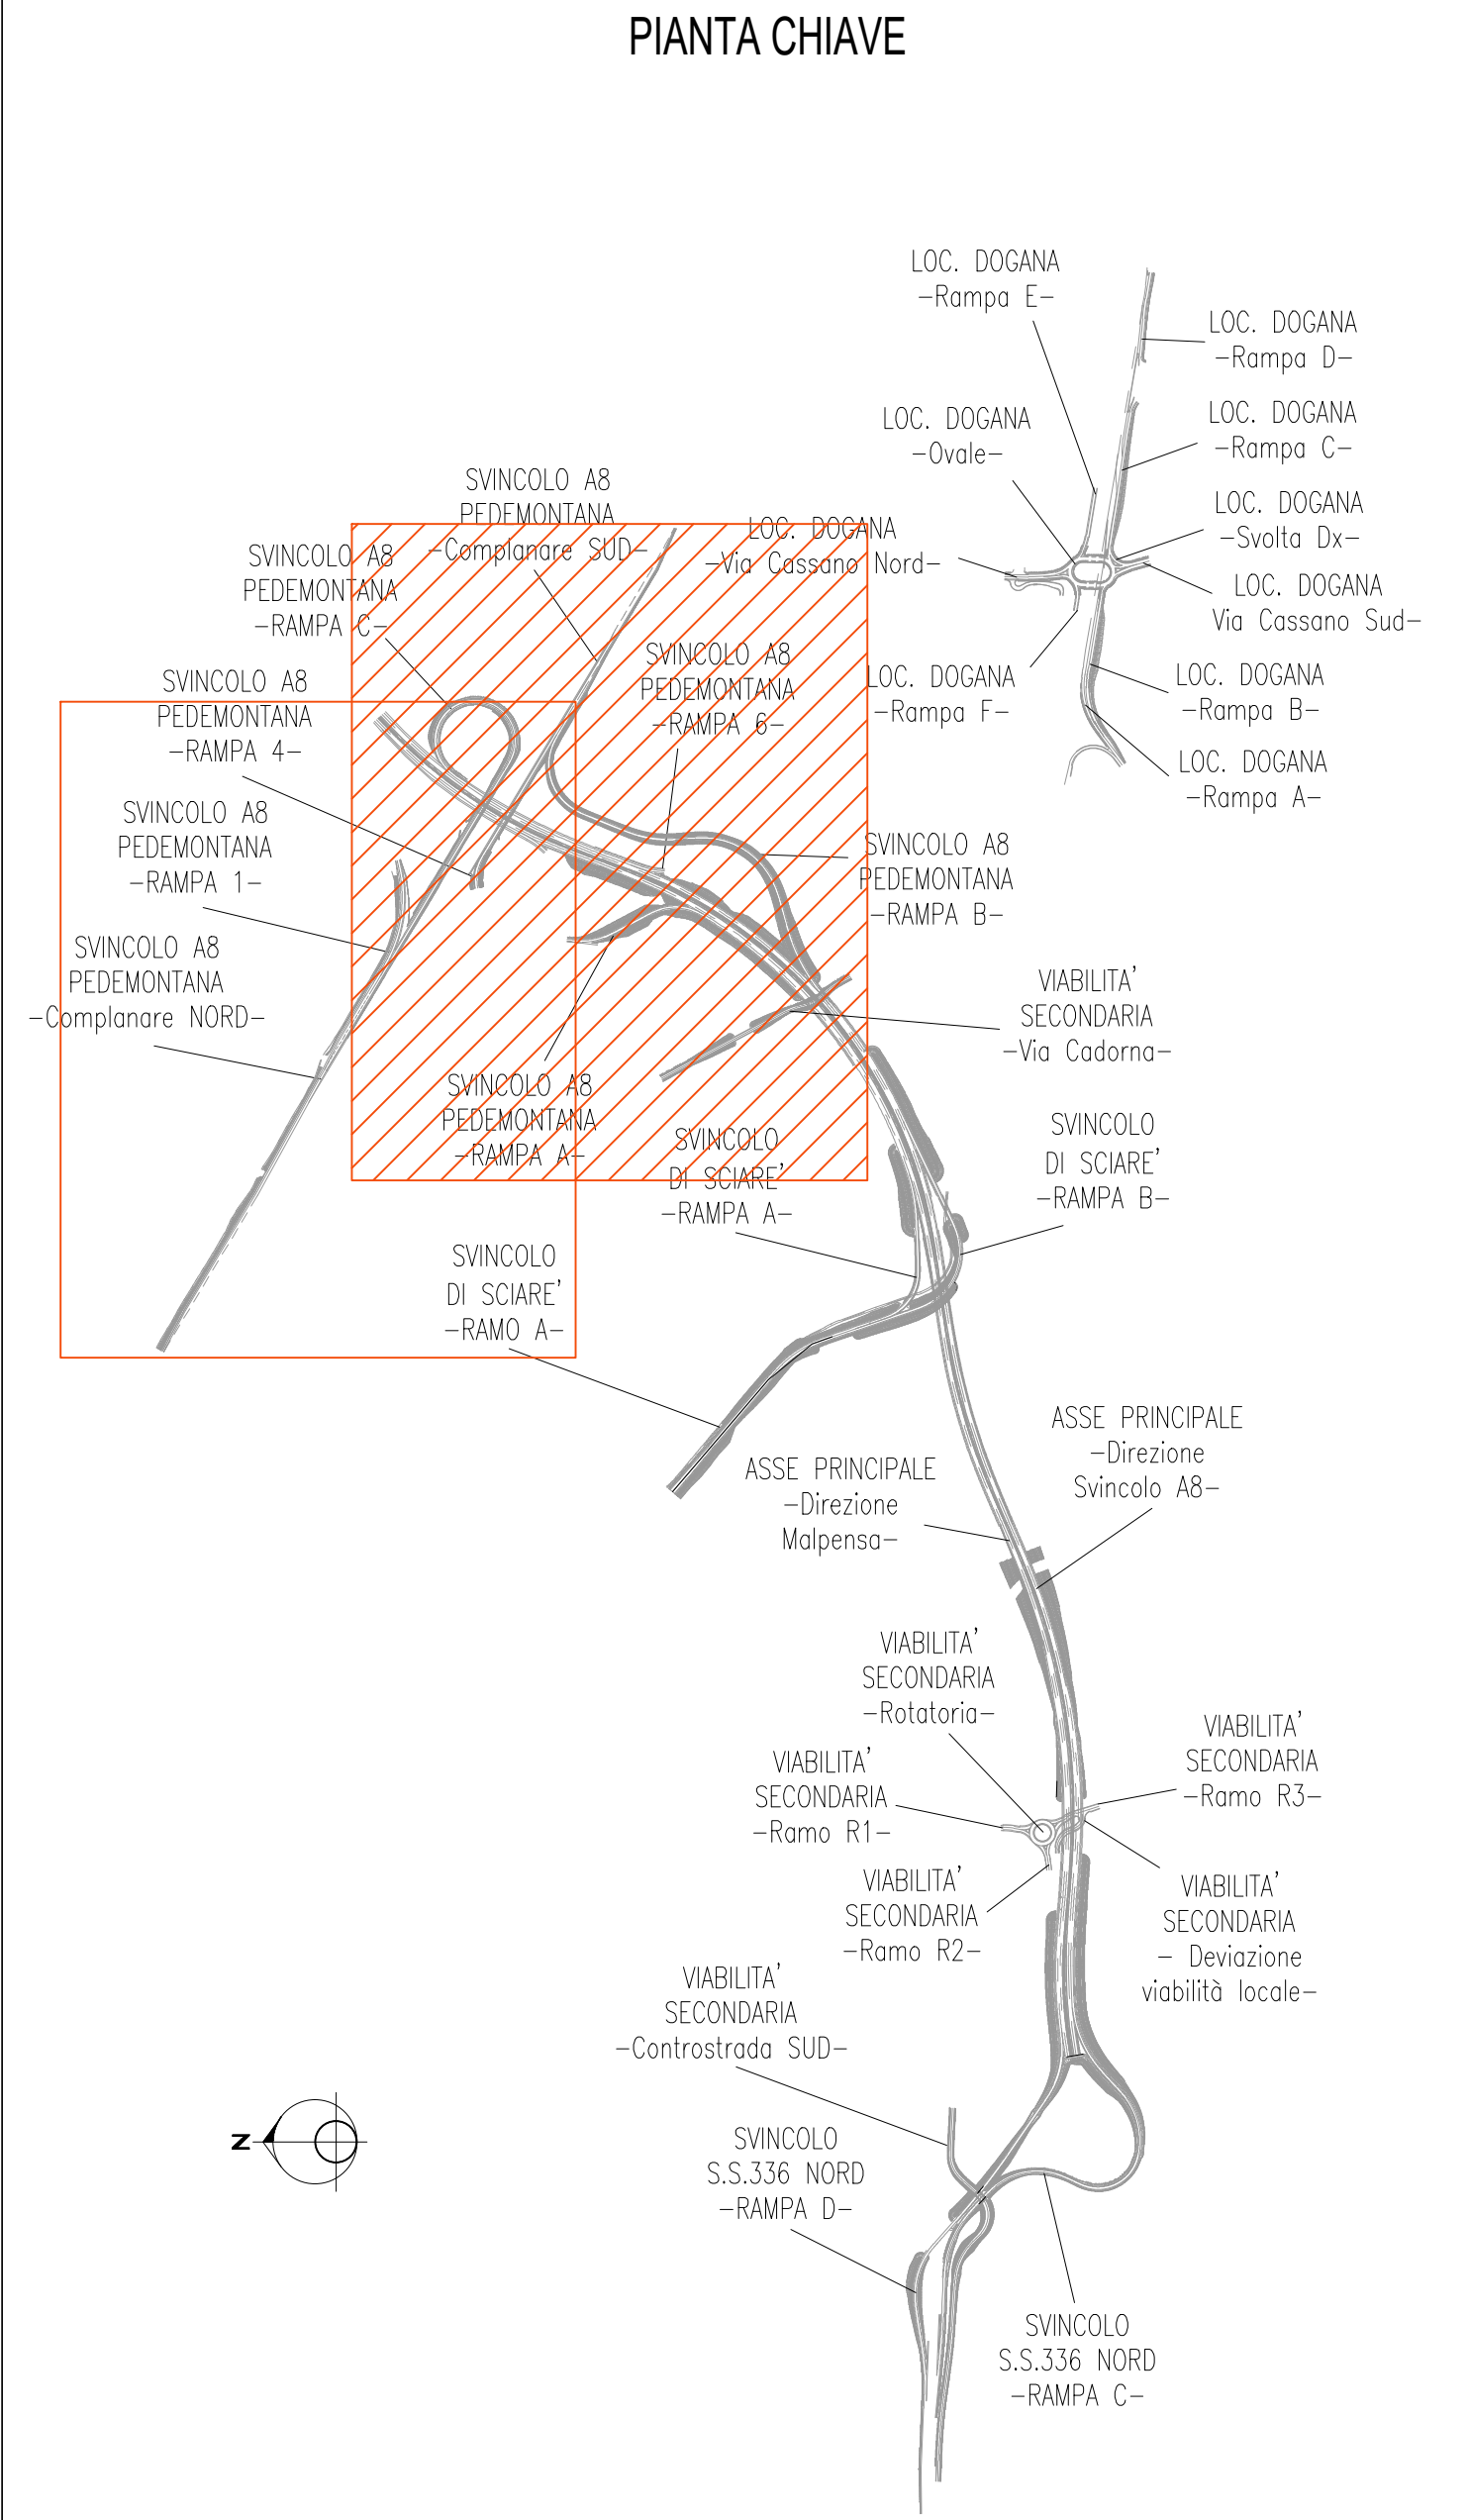 PIANTA CHIAVE
LOC. DOGANA
-Rampa E-
LOC. DOGANA
-Rampa D-
LOC. DOGANA
-Ovale-
LOC. DOGANA
-Rampa C-
SVINCOLO A8
PEDEMONTANA
-Complanare SUD-
LOC. DOGANA
-Svolta Dx-
LOC. DOGANA
-Via Cassano Nord-
SVINCOLO A8
PEDEMONTANA
-RAMPA C-
LOC. DOGANA
Via Cassano Sud-
SVINCOLO A8
PEDEMONTANA
-RAMPA 6-
LOC. DOGANA
-Rampa F-
LOC. DOGANA
-Rampa B-
SVINCOLO A8
PEDEMONTANA
-RAMPA 4-
LOC. DOGANA
-Rampa A-
SVINCOLO A8
PEDEMONTANA
-RAMPA 1-
SVINCOLO A8
PEDEMONTANA
-RAMPA B-
SVINCOLO A8
PEDEMONTANA
-Complanare NORD-
VIABILITA'
SECONDARIA
-Via Cadorna-
SVINCOLO A8
PEDEMONTANA
-RAMPA A-
SVINCOLO
DI SCIARE'
-RAMPA A-
SVINCOLO
DI SCIARE'
-RAMPA B-
SVINCOLO
DI SCIARE'
-RAMO A-
ASSE PRINCIPALE
-Direzione
Svincolo A8-
ASSE PRINCIPALE
-Direzione
Malpensa-
VIABILITA'
SECONDARIA
-Rotatoria-
VIABILITA'
SECONDARIA
-Ramo R3-
VIABILITA'
SECONDARIA
-Ramo R1-
VIABILITA'
SECONDARIA
-Ramo R2-
VIABILITA'
SECONDARIA
- Deviazione
viabilità locale-
VIABILITA'
SECONDARIA
-Controstrada SUD-
N
SVINCOLO
S.S.336 NORD
-RAMPA D-
SVINCOLO
S.S.336 NORD
-RAMPA C-